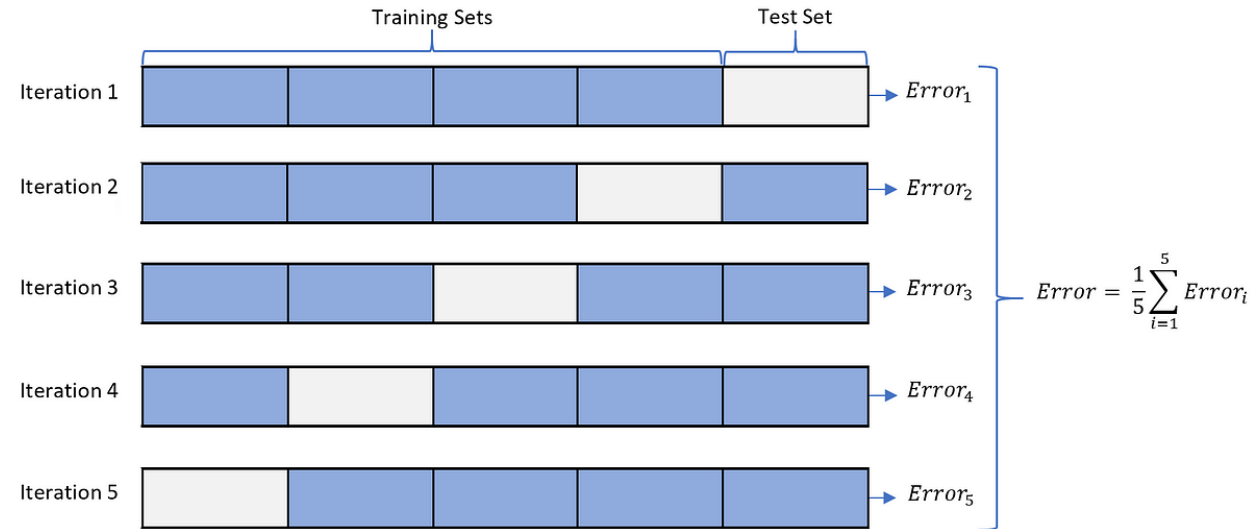 Training Sets
Test Set
Iteration 1
Error₁
Iteration 2
Error₂
Iteration 3
Error₃
Error = 1/5 ∑ᵢ₌₁⁵ Errorᵢ
Iteration 4
Error₄
Iteration 5
Error₅